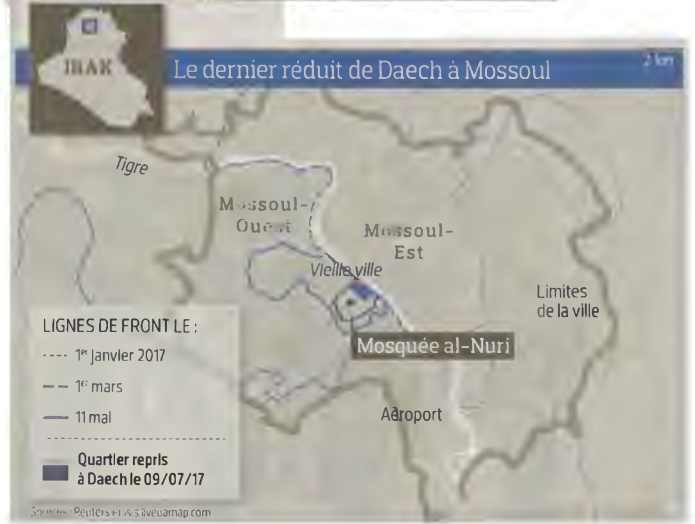 IRAK
Le dernier réduit de Daech à Mossoul
2 km
Tigre
Mossoul-
Ouest
Mossoul-
Est
Vieille ville
Limites
de la ville
Mosquée al-Nuri
Aéroport
LIGNES DE FRONT LE :
1er janvier 2017
1er mars
11 mai
Quartier repris
à Daech le 09/07/17
Sources : Reuters et isis.liveuamap.com